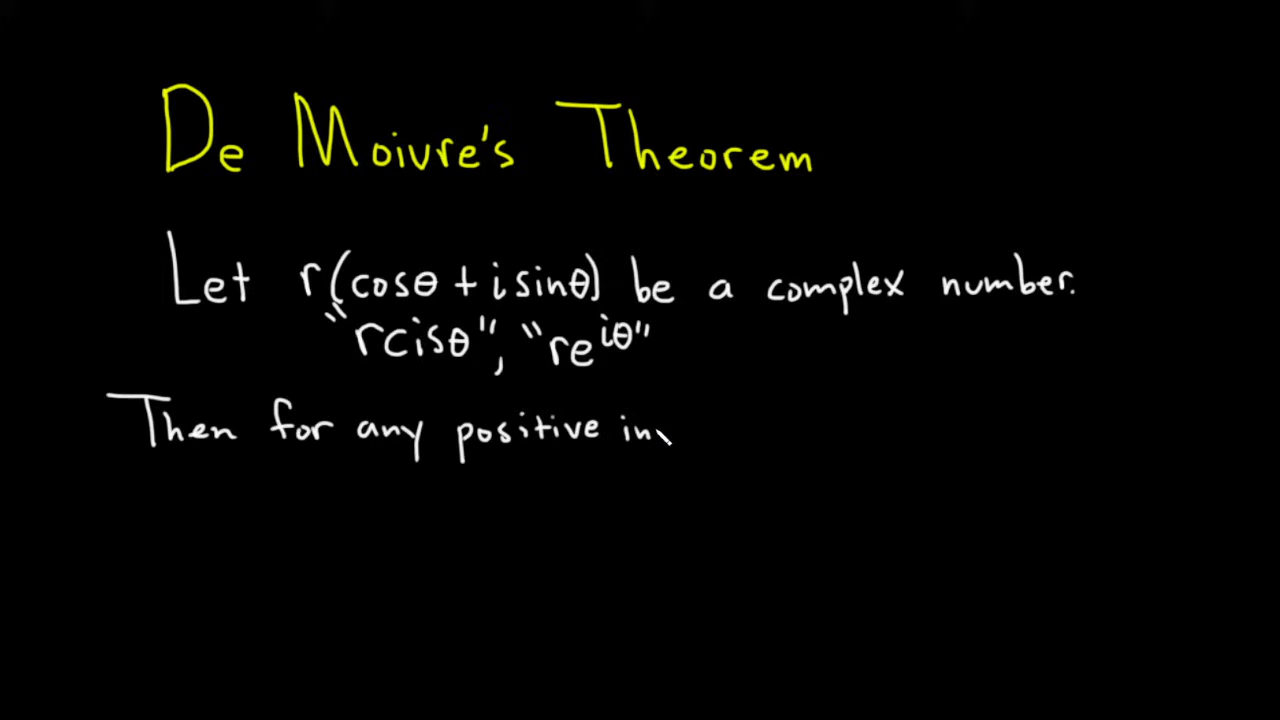 De Moivre's Theorem
Let r(cosθ + i sinθ) be a complex number.
"rcisθ", "re^{iθ}"
Then for any positive in